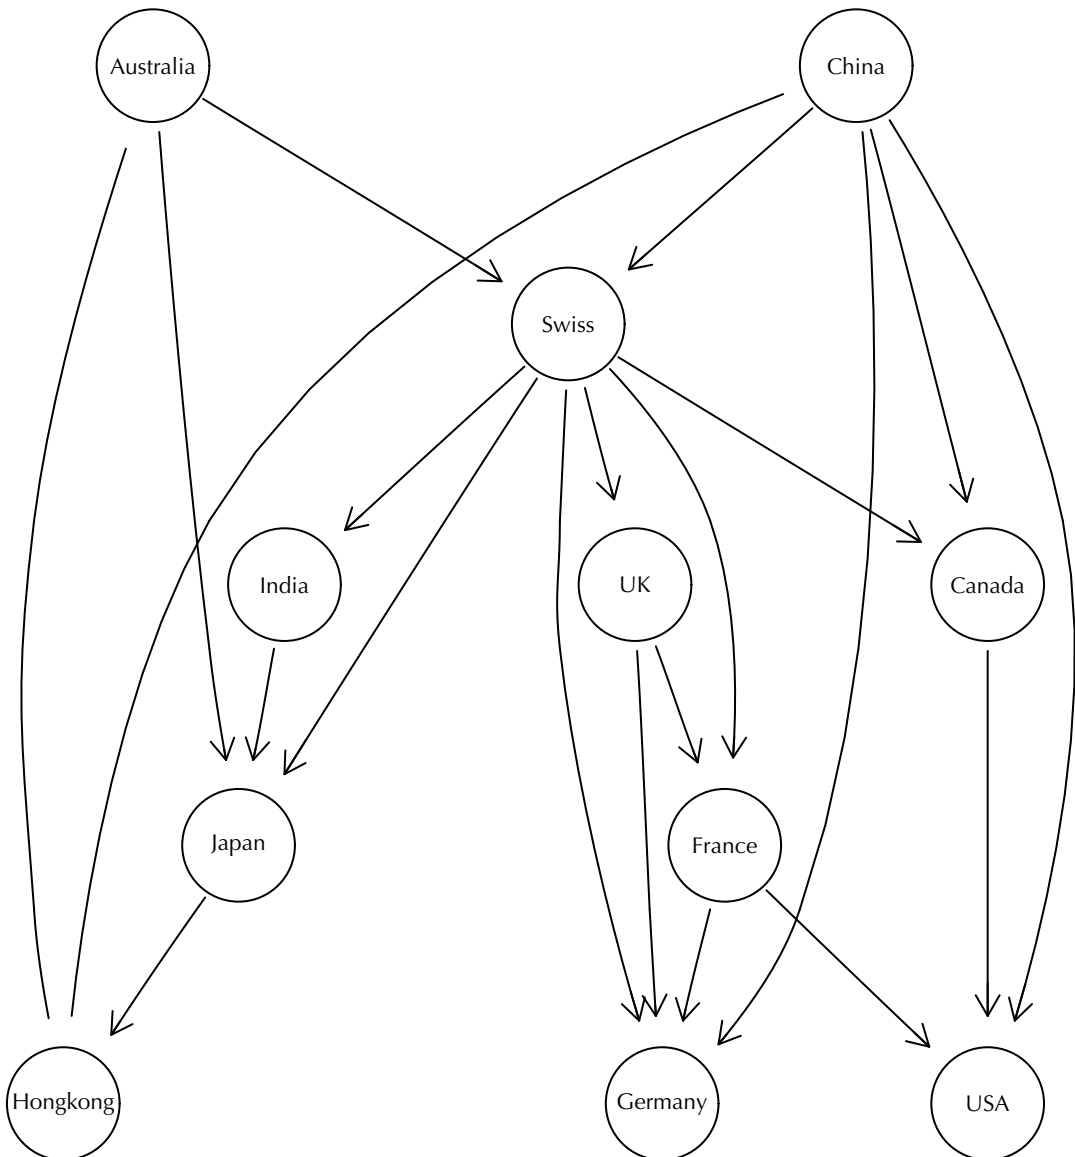 Australia
China
Swiss
India
UK
Canada
Japan
France
Hongkong
Germany
USA